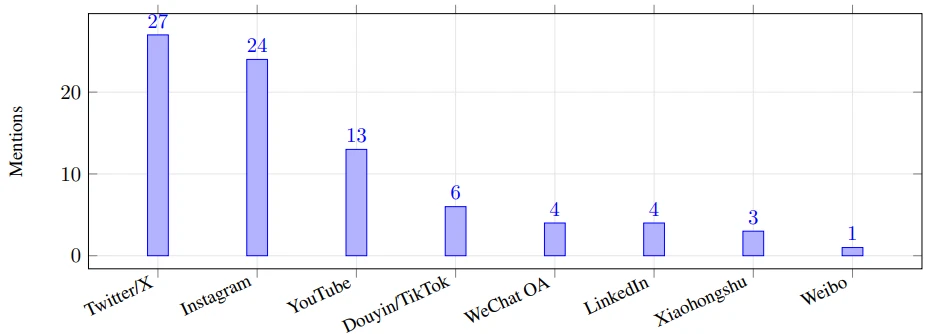 27
24
13
6
4
4
3
1
Mentions
20
10
0
Twitter/X
Instagram
YouTube
Douyin/TikTok
WeChat OA
LinkedIn
Xiaohongshu
Weibo